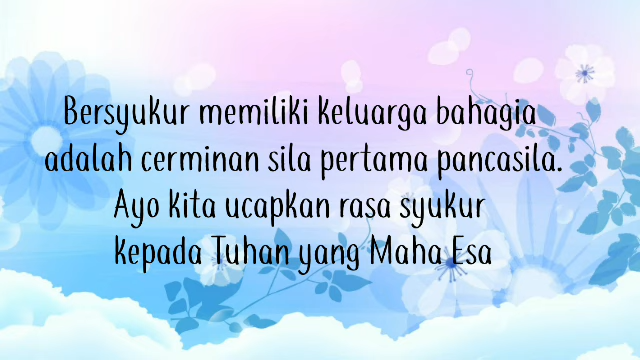 Bersyukur memiliki keluarga bahagia
adalah cerminan sila pertama pancasila.
Ayo kita ucapkan rasa syukur
kepada Tuhan yang Maha Esa